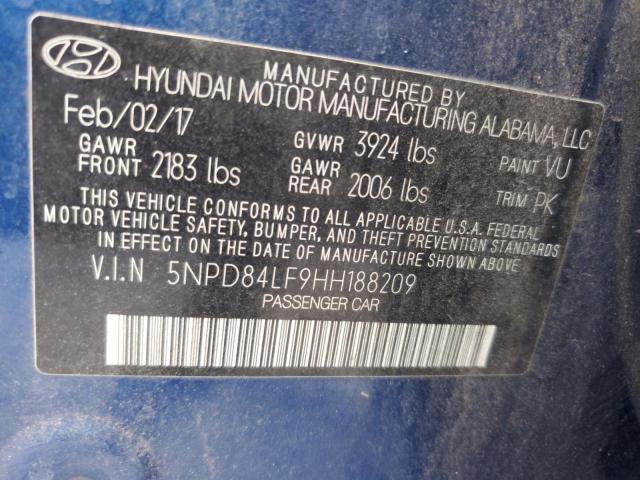 MANUFACTURED BY
HYUNDAI MOTOR MANUFACTURING ALABAMA, LLC
Feb/02/17 GVWR 3924 lbs PAINT VU
GAWR FRONT 2183 lbs GAWR REAR 2006 lbs TRIM PK
THIS VEHICLE CONFORMS TO ALL APPLICABLE U.S.A. FEDERAL
MOTOR VEHICLE SAFETY, BUMPER, AND THEFT PREVENTION STANDARDS
IN EFFECT ON THE DATE OF MANUFACTURE SHOWN ABOVE.
V.I.N 5NPD84LF9HH188209
PASSENGER CAR